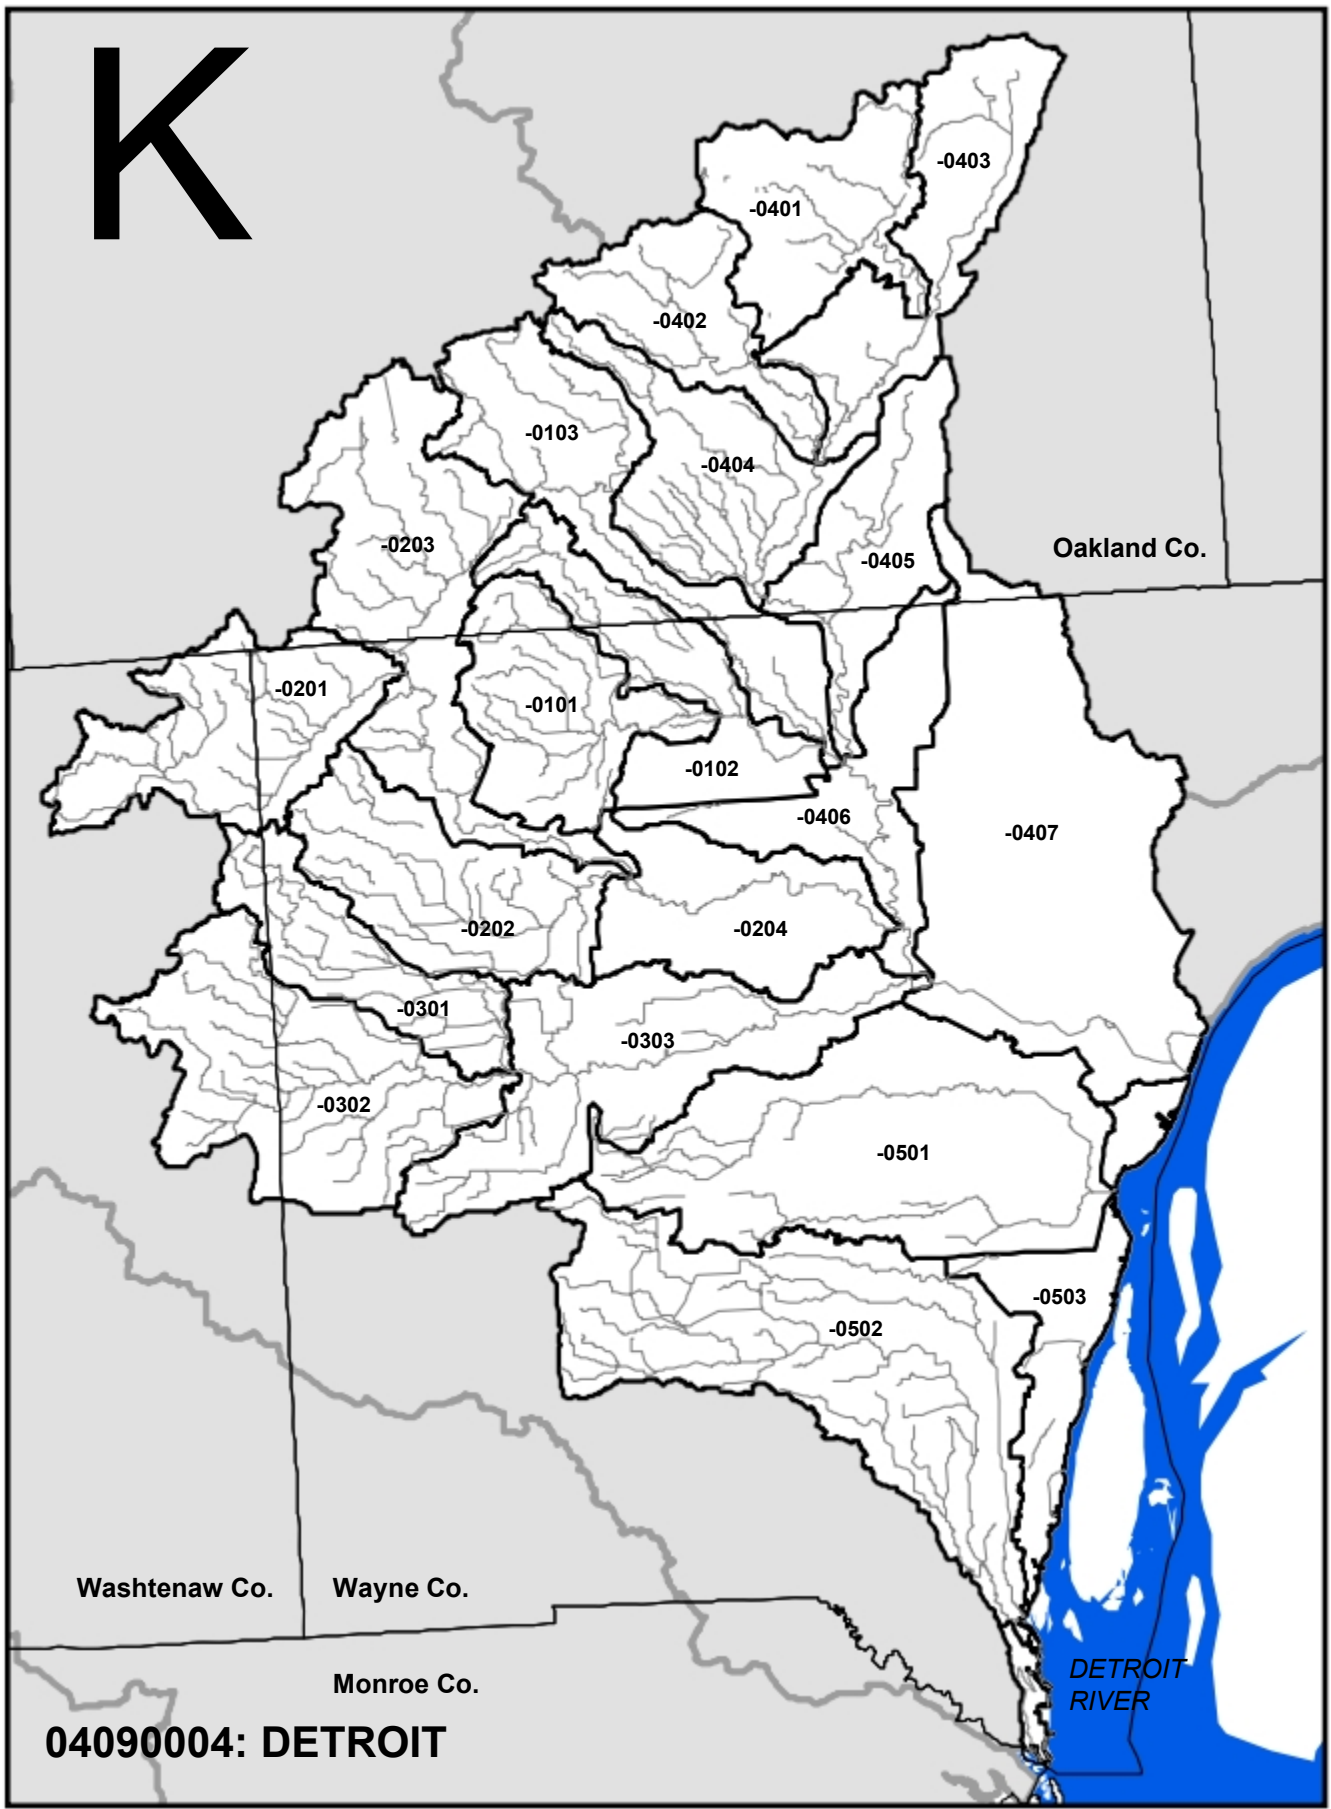 K
-0403
-0401
-0402
-0103
-0404
-0203
Oakland Co.
-0405
-0201
-0101
-0102
-0406
-0407
-0202
-0204
-0301
-0303
-0302
-0501
-0503
-0502
Washtenaw Co.
Wayne Co.
DETROIT
RIVER
Monroe Co.
04090004: DETROIT